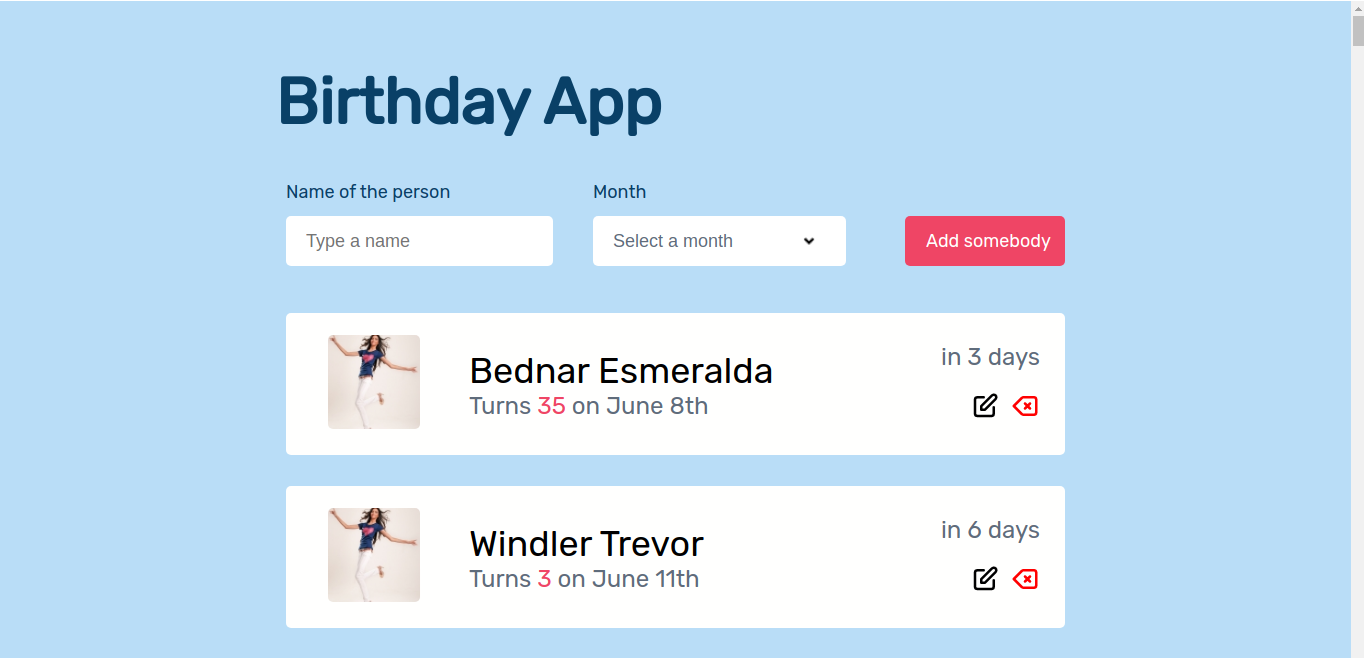 Birthday App
Name of the person
Month
Type a name
Select a month
Add somebody
Bednar Esmeralda
Turns 35 on June 8th
in 3 days
Windler Trevor
Turns 3 on June 11th
in 6 days